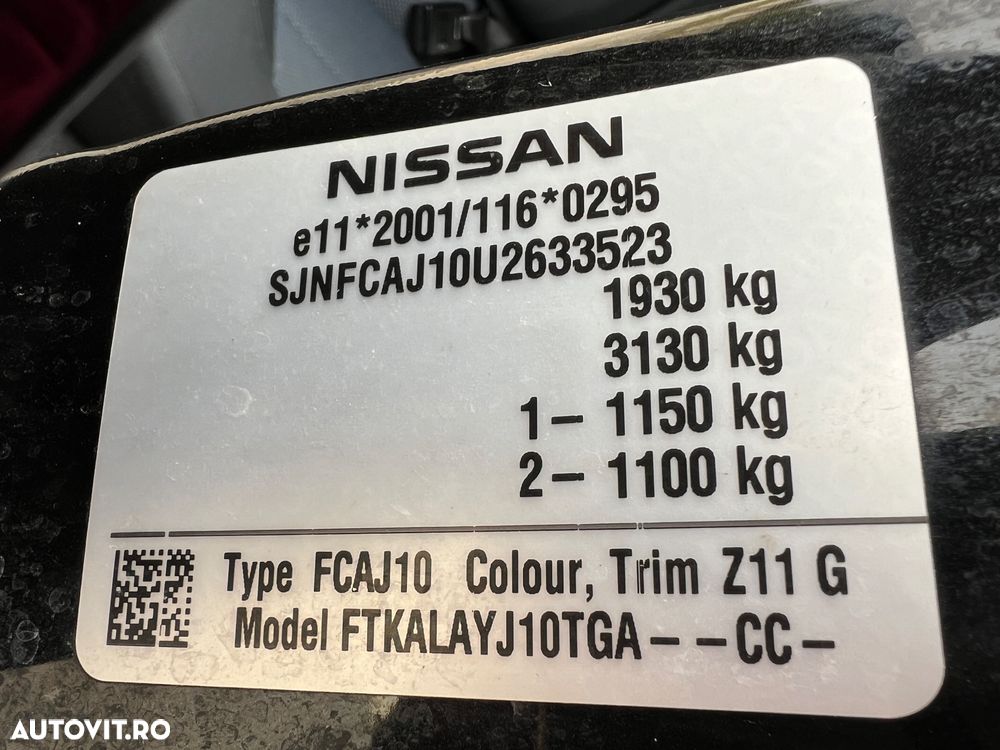 NISSAN
e11*2001/116*0295
SJNFCAJ10U2633523
1930 kg
3130 kg
1– 1150 kg
2– 1100 kg
Type FCAJ10 Colour, Trim Z11 G
Model FTKALAYJ10TGA– –CC–
AUTOVIT.RO